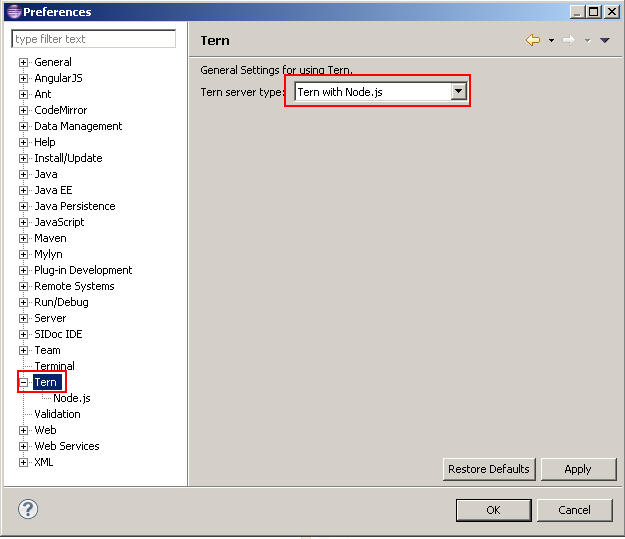 Preferences
type filter text
General
AngularJS
Ant
CodeMirror
Data Management
Help
Install/Update
Java
Java EE
Java Persistence
JavaScript
Maven
Mylyn
Plug-in Development
Remote Systems
Run/Debug
Server
SIDoc IDE
Team
Terminal
Tern
Node.js
Validation
Web
Web Services
XML
Tern
General Settings for using Tern.
Tern server type: Tern with Node.js
Restore Defaults Apply
? OK Cancel